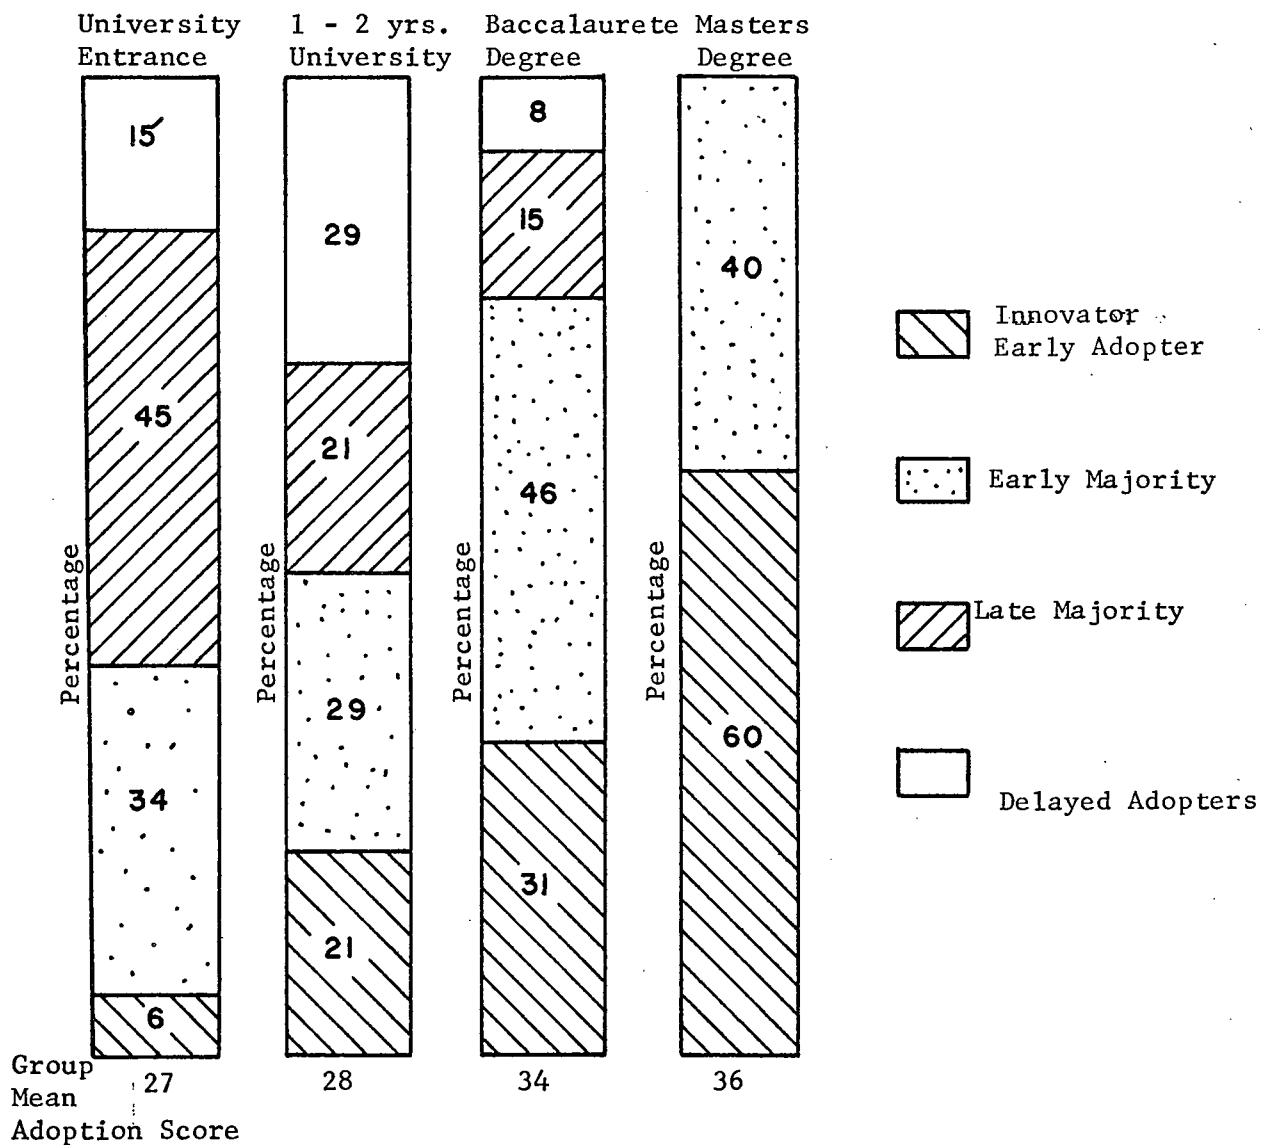 University 1 - 2 yrs. Baccalaurete Masters
Entrance University Degree Degree
15
45
34
6
29
21
29
21
8
15
46
31
40
60
Percentage
Percentage
Percentage
Percentage
Innovator
Early Adopter
Early Majority
Late Majority
Delayed Adopters
Group
Mean
Adoption Score
27 28 34 36